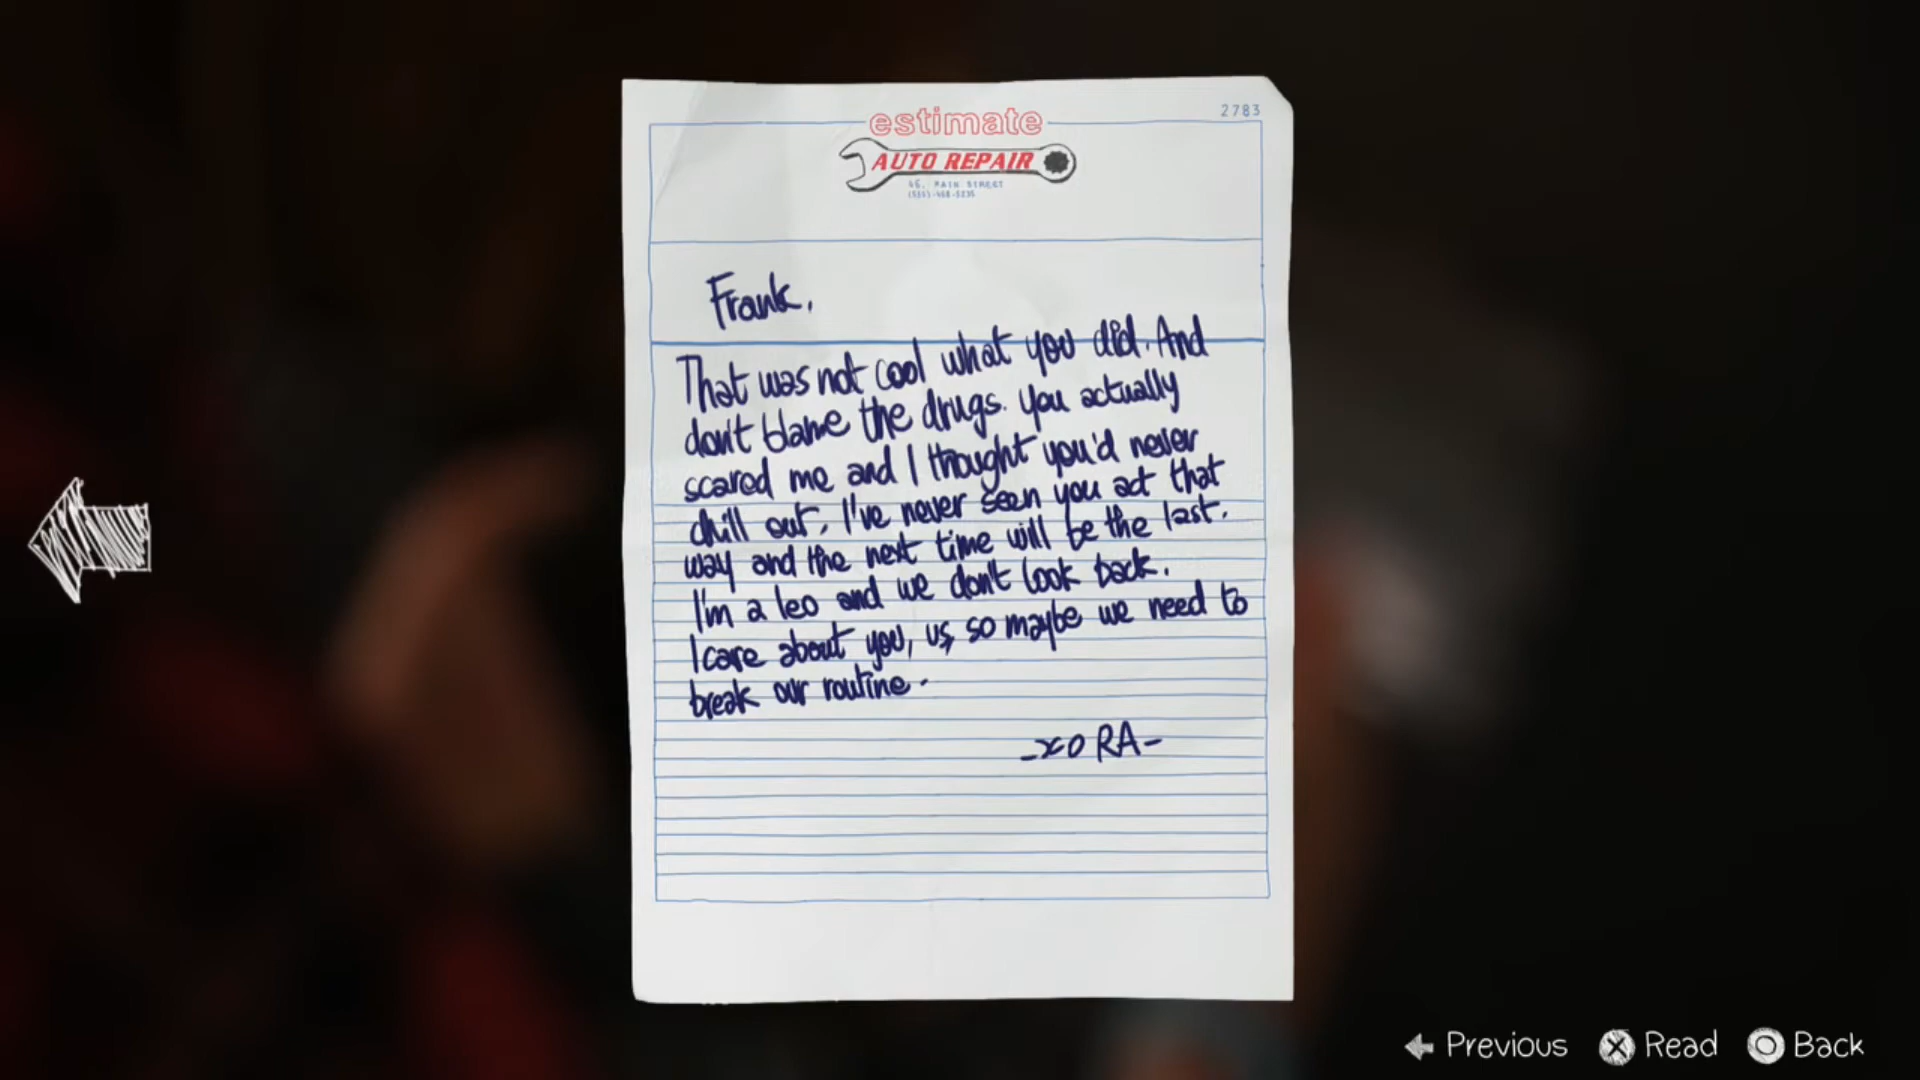 2783
estimate
AUTO REPAIR
Frank,
That was not cool what you did. And
don't blame the drugs. You actually
scared me and I thought you'd never
chill out. I've never seen you act that
way and the next time will be the last.
I'm a leo and we don't look back.
I care about you, us, so maybe we need to
break our routine.
-xo RA-
Previous
Read
Back